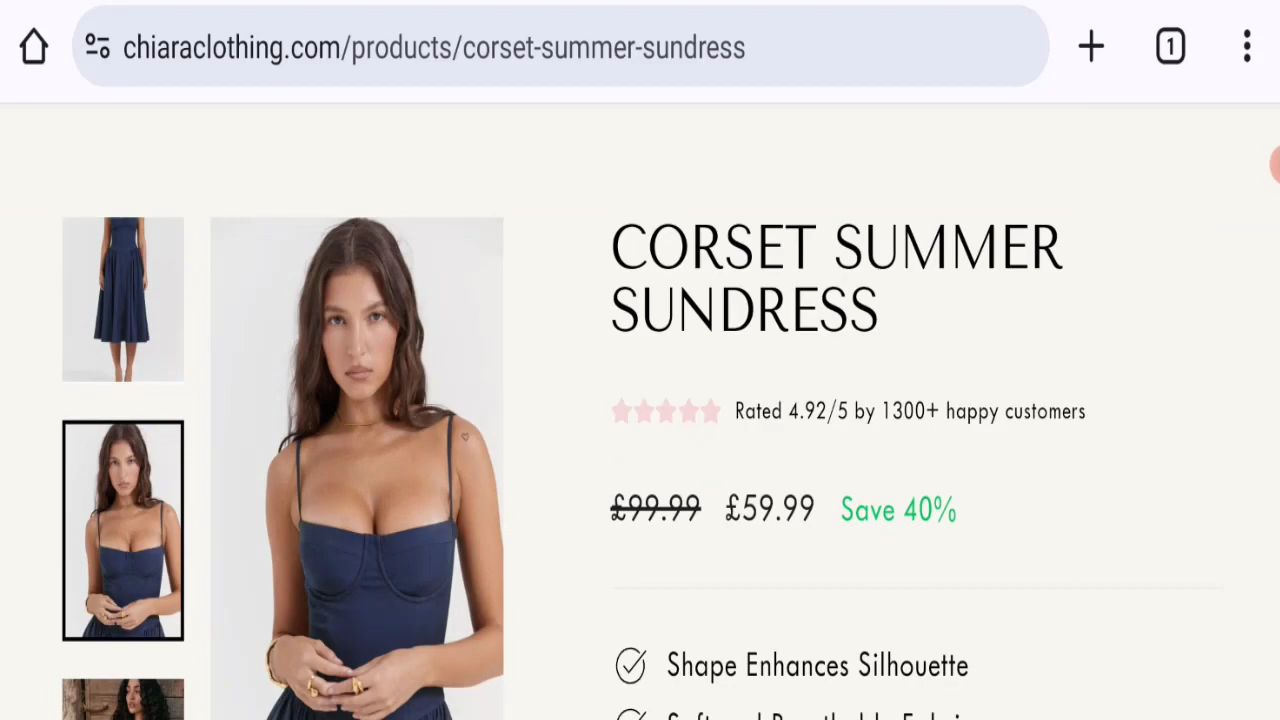 chiaraclothing.com/products/corset-summer-sundress
1
CORSET SUMMER
SUNDRESS
Rated 4.92/5 by 1300+ happy customers
£99.99 £59.99 Save 40%
Shape Enhances Silhouette